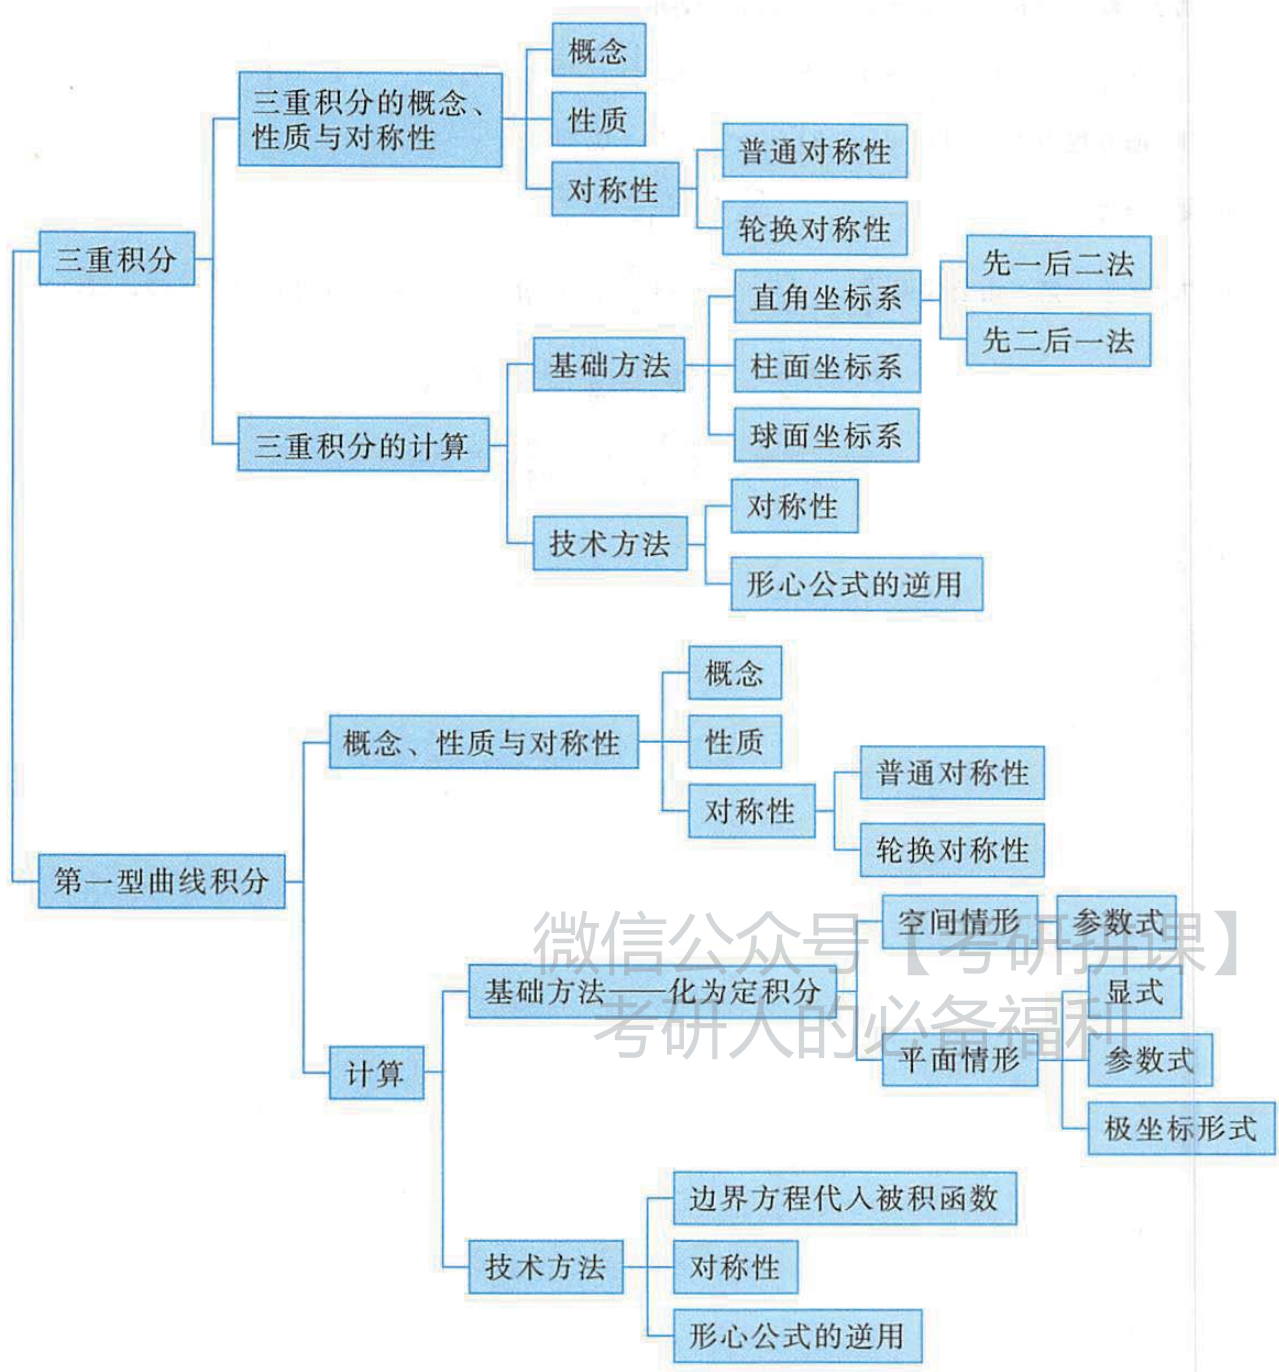 概念
三重积分的概念、
性质与对称性
性质
普通对称性
对称性
轮换对称性
三重积分
先一后二法
直角坐标系
先二后一法
基础方法
柱面坐标系
三重积分的计算
球面坐标系
对称性
技术方法
形心公式的逆用
概念
概念、性质与对称性
性质
普通对称性
对称性
轮换对称性
第一型曲线积分
空间情形
参数式
微信公众号【考研拼课】
基础方法——化为定积分
显式
考研人的必备福利
平面情形
参数式
计算
极坐标形式
边界方程代入被积函数
技术方法
对称性
形心公式的逆用